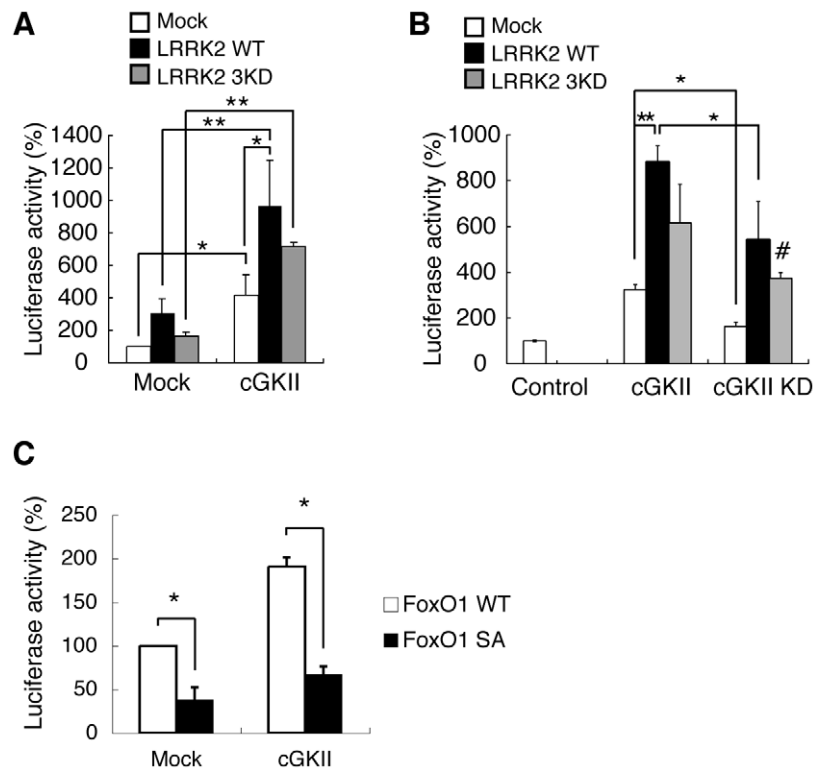 A
Mock
LRRK2 WT
LRRK2 3KD
Luciferase activity (%)
1400
1200
1000
800
600
400
200
0
**
**
*
*
Mock
cGKII
B
Mock
LRRK2 WT
LRRK2 3KD
Luciferase activity (%)
1000
800
600
400
200
0
*
**
*
#
Control
cGKII
cGKII KD
C
Luciferase activity (%)
250
200
150
100
50
0
*
*
FoxO1 WT
FoxO1 SA
Mock
cGKII